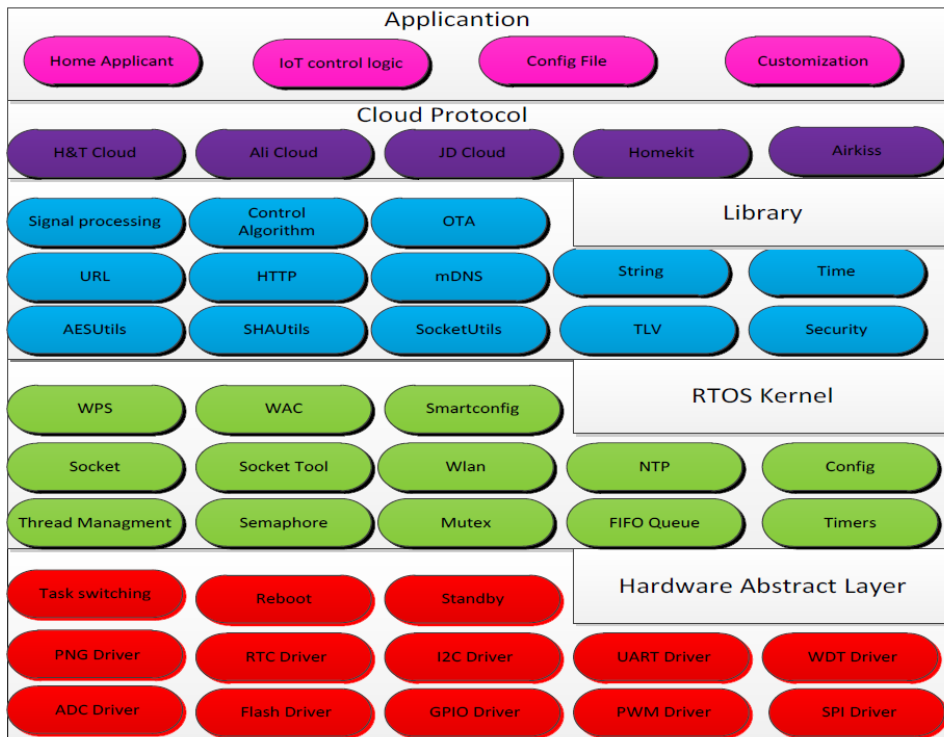 Applicantion
Home Applicant
IoT control logic
Config File
Customization
Cloud Protocol
H&T Cloud
Ali Cloud
JD Cloud
Homekit
Airkiss
Library
Signal processing
Control
Algorithm
OTA
URL
HTTP
mDNS
String
Time
AESUtils
SHAUtils
SocketUtils
TLV
Security
RTOS Kernel
WPS
WAC
Smartconfig
Socket
Socket Tool
Wlan
NTP
Config
Thread Managment
Semaphore
Mutex
FIFO Queue
Timers
Hardware Abstract Layer
Task switching
Reboot
Standby
PNG Driver
RTC Driver
I2C Driver
UART Driver
WDT Driver
ADC Driver
Flash Driver
GPIO Driver
PWM Driver
SPI Driver